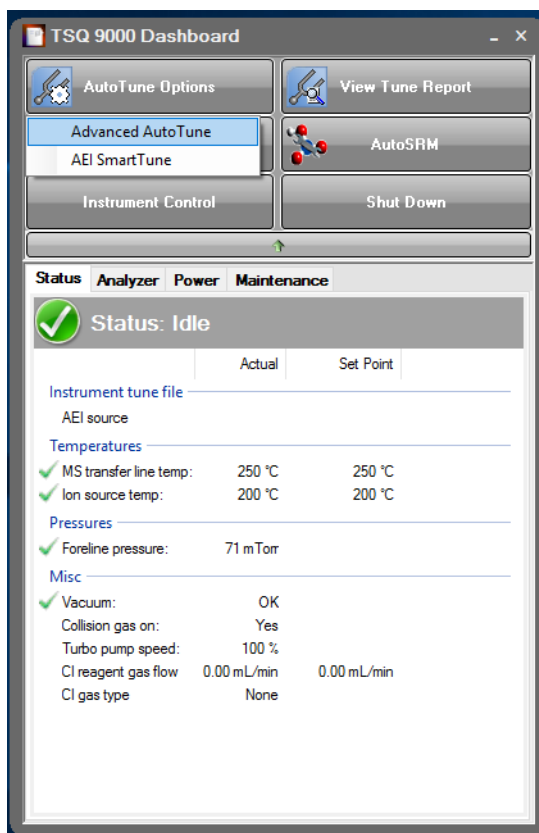 TSQ 9000 Dashboard
AutoTune Options
View Tune Report
Advanced AutoTune
AEI SmartTune
AutoSRM
Instrument Control
Shut Down
Status Analyzer Power Maintenance
Status: Idle
Actual Set Point
Instrument tune file
AEI source
Temperatures
MS transfer line temp: 250 °C 250 °C
Ion source temp: 200 °C 200 °C
Pressures
Foreline pressure: 71 mTorr
Misc
Vacuum: OK
Collision gas on: Yes
Turbo pump speed: 100 %
CI reagent gas flow 0.00 mL/min 0.00 mL/min
CI gas type None